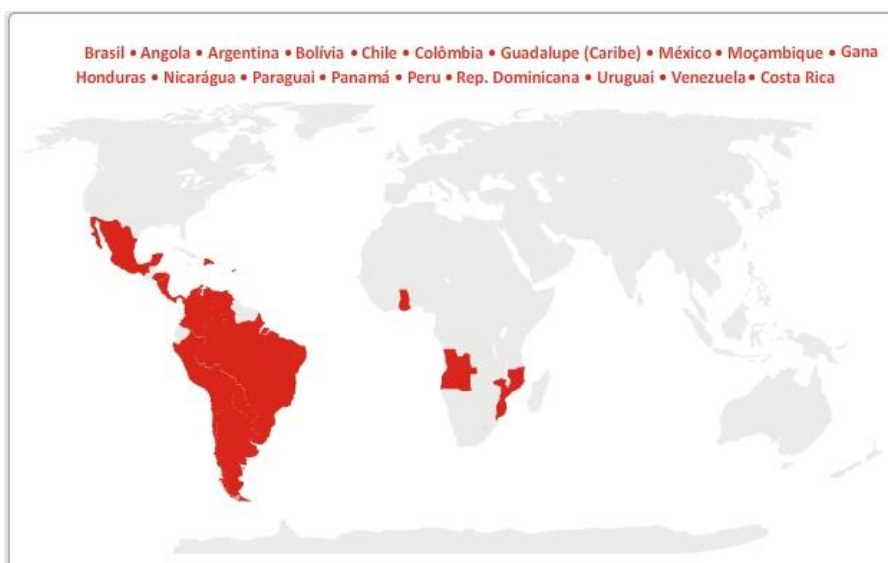 Brasil • Angola • Argentina • Bolívia • Chile • Colômbia • Guadalupe (Caribe) • México • Moçambique • Gana
Honduras • Nicarágua • Paraguai • Panamá • Peru • Rep. Dominicana • Uruguai • Venezuela • Costa Rica